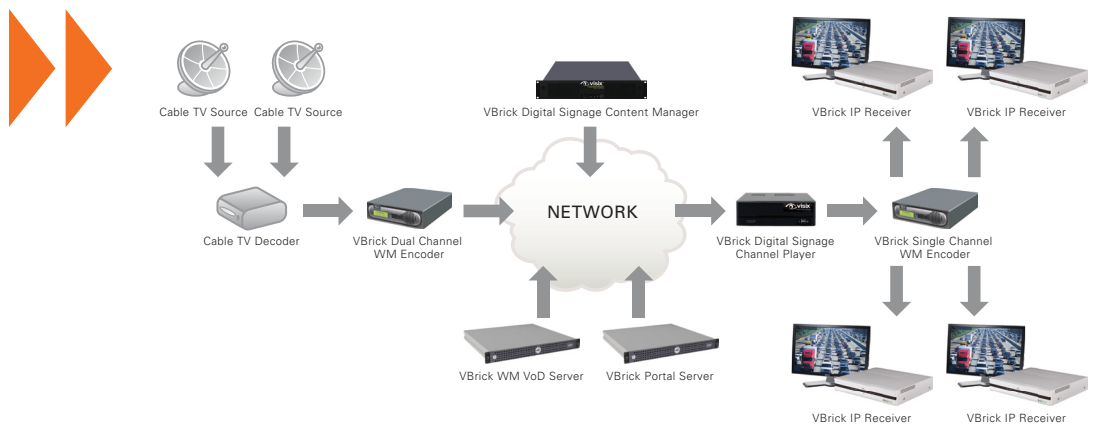 visix
Cable TV Source
Cable TV Source
VBrick Digital Signage Content Manager
VBrick IP Receiver
VBrick IP Receiver
NETWORK
visix
Cable TV Decoder
VBrick Dual Channel
WM Encoder
VBrick Digital Signage
Channel Player
VBrick Single Channel
WM Encoder
VBrick WM VoD Server
VBrick Portal Server
VBrick IP Receiver
VBrick IP Receiver